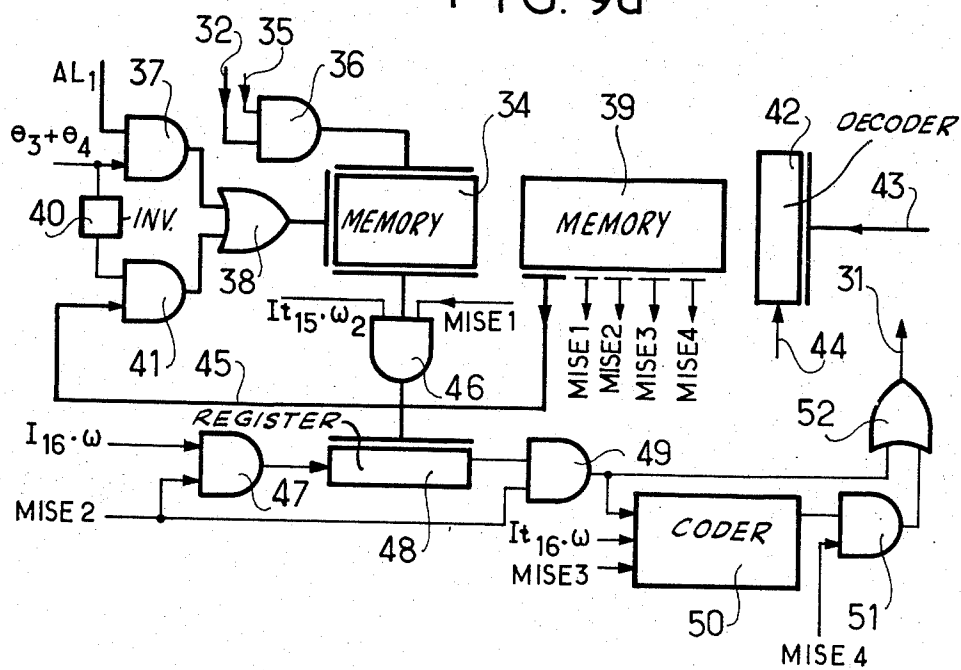 FIG. 9a
32
35
AL1
37
36
34
39
42
DECODER
θ3+θ4
43
40
INV.
MEMORY
MEMORY
38
41
It15·ω2
MISE1
MISE1
MISE2
MISE3
MISE4
31
44
45
46
52
REGISTER
I16·ω
49
47
MISE 2
48
It16·ω
CODER
MISE3
50
51
MISE 4